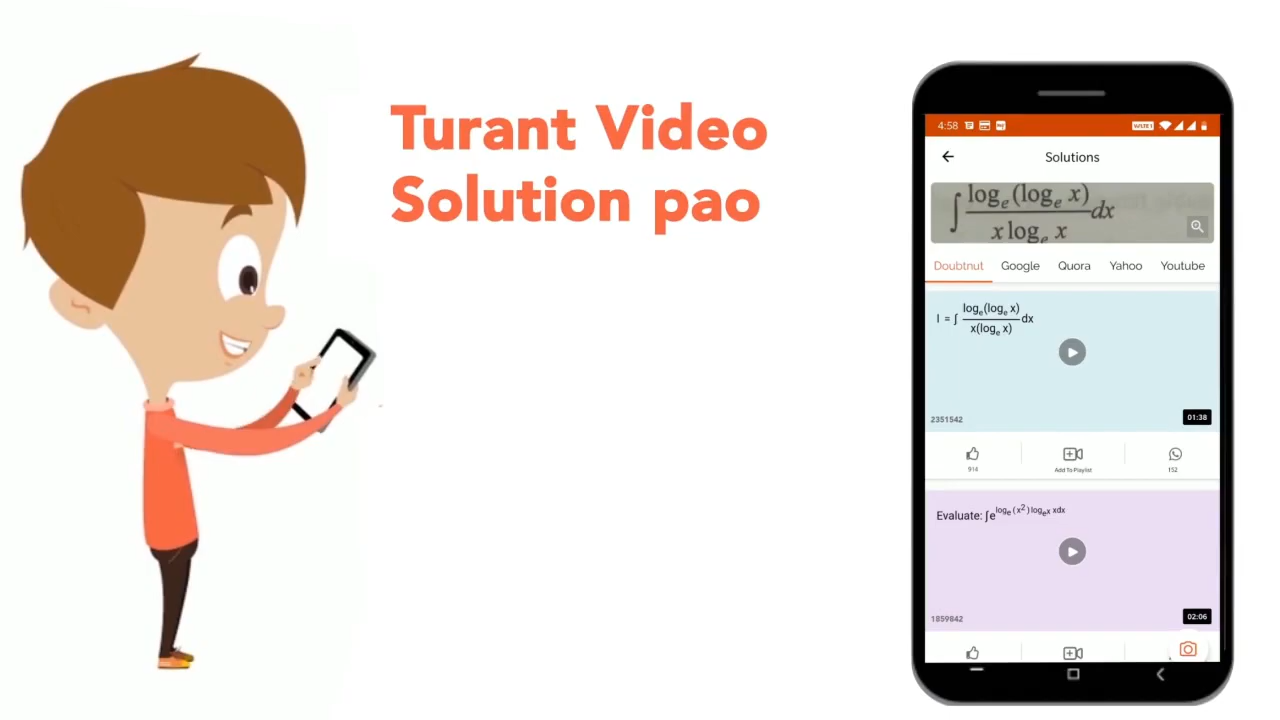 Turant Video
Solution pao
4:58
VoLTE1
Solutions
∫ logₑ(logₑ x) / x logₑ x dx
Doubtnut Google Quora Yahoo Youtube
I = ∫ logₑ(logₑ x) / x(logₑ x) dx
2351542 01:38
914 Add To Playlist 152
Evaluate: ∫e^logₑ(x²)logₑx xdx
1859842 02:06